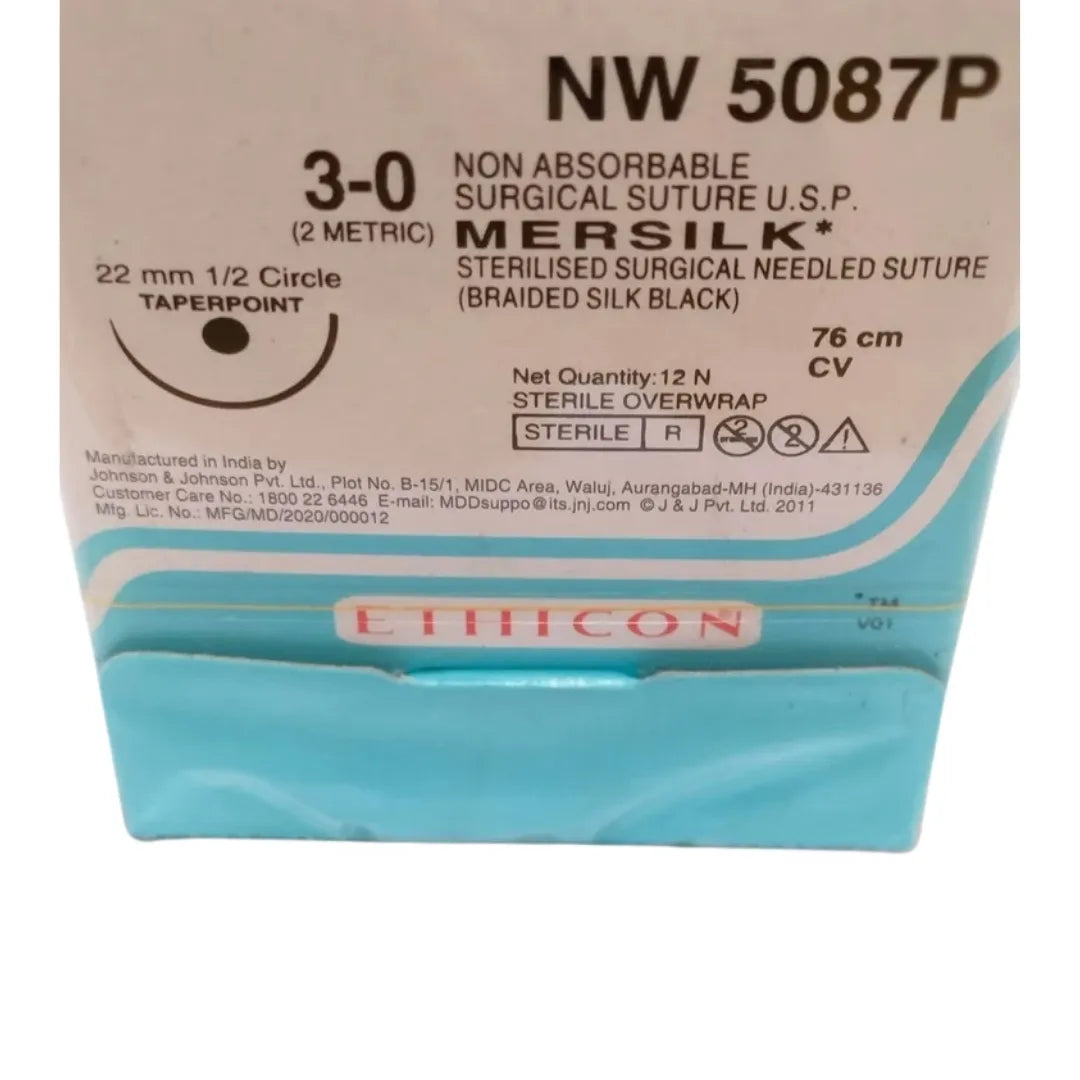 NW 5087P
3-0
(2 METRIC)
NON ABSORBABLE
SURGICAL SUTURE U.S.P.
MERSILK*
STERILISED SURGICAL NEEDLED SUTURE
(BRAIDED SILK BLACK)
22 mm 1/2 Circle
TAPERPOINT
76 cm
CV
Net Quantity:12 N
STERILE OVERWRAP
STERILE R 2 2
Manufactured in India by
Johnson & Johnson Pvt. Ltd., Plot No. B-15/1, MIDC Area, Waluj, Aurangabad-MH (India)-431136
Customer Care No.: 1800 22 6446 E-mail: MDDsuppo@its.jnj.com © J & J Pvt. Ltd. 2011
Mfg. Lic. No.: MFG/MD/2020/000012
ETHICON
*TM
V01